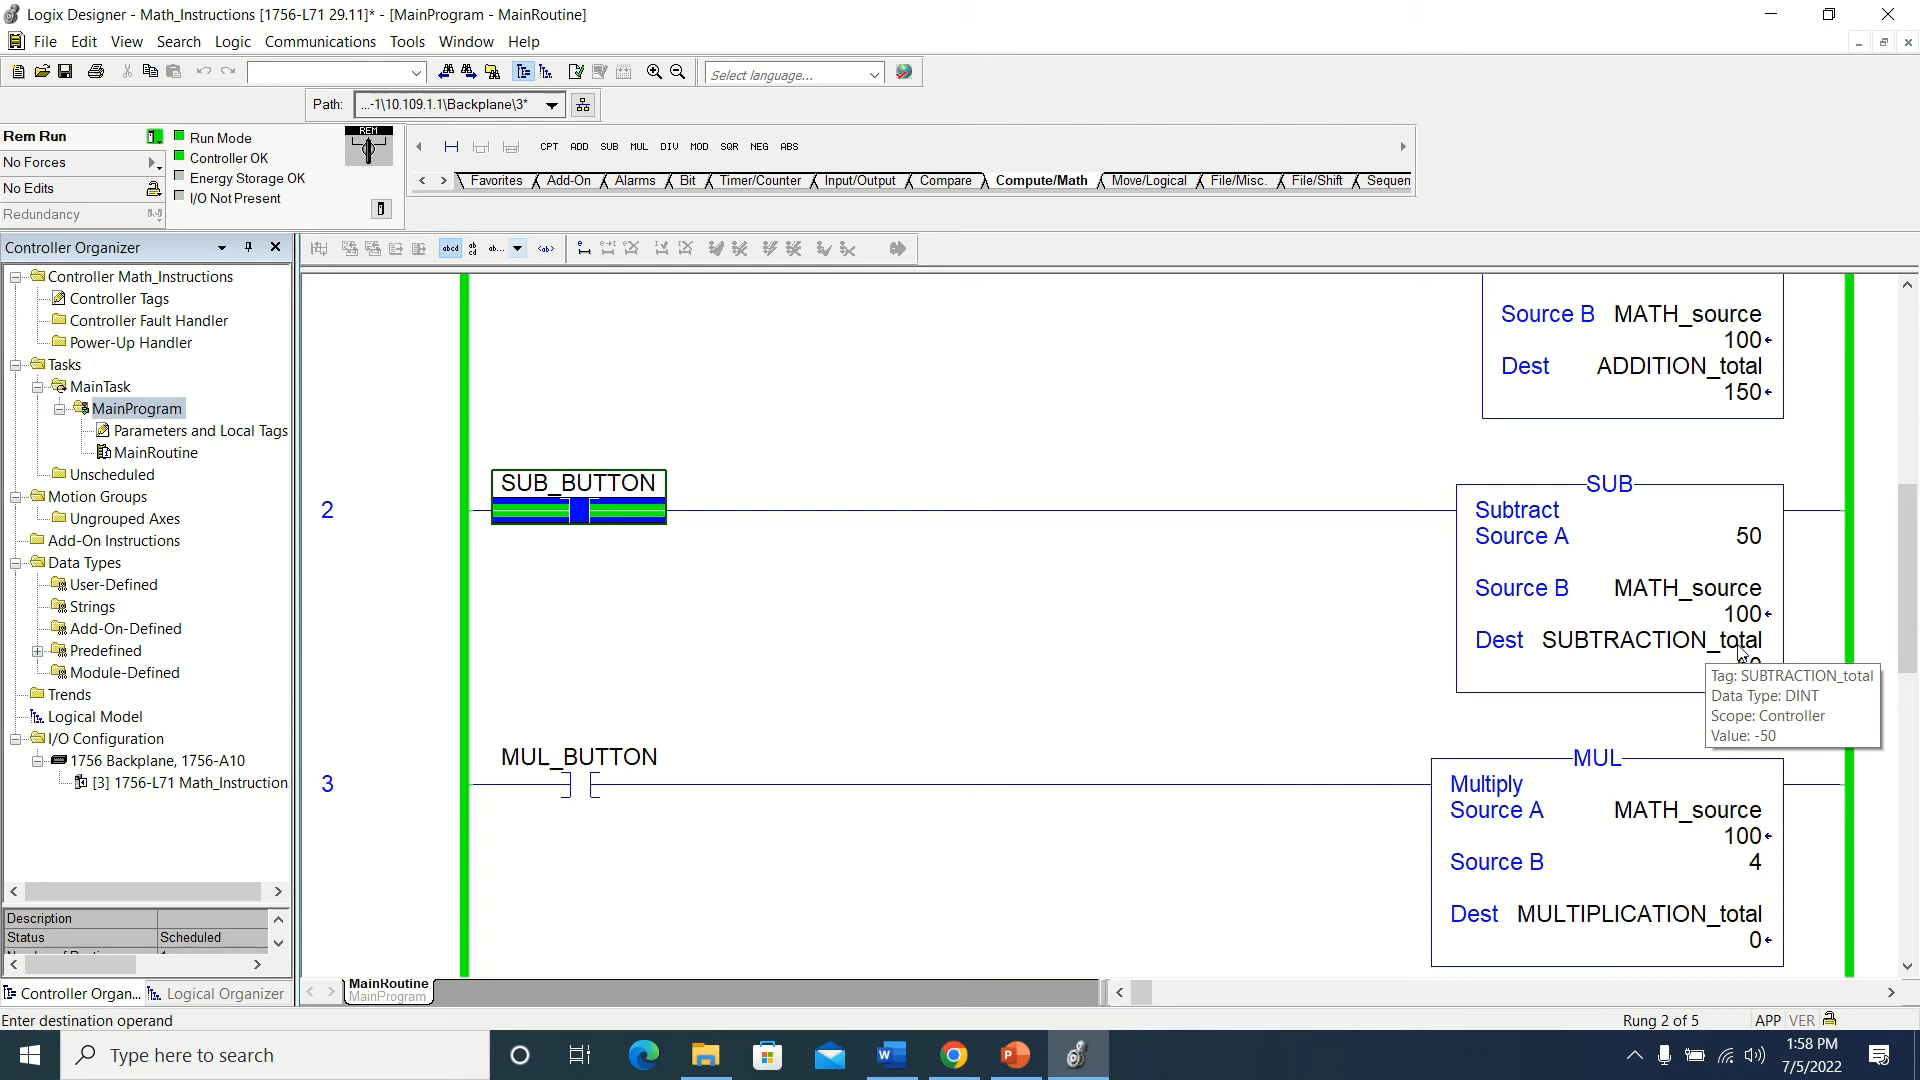 Logix Designer - Math_Instructions [1756-L71 29.11]* - [MainProgram - MainRoutine]
File Edit View Search Logic Communications Tools Window Help
Select language...
Path: ...-1\10.109.1.1\Backplane\3*
Rem Run
No Forces
No Edits
Redundancy
Run Mode
Controller OK
Energy Storage OK
I/O Not Present
REM
CPT ADD SUB MUL DIV MOD SQR NEG ABS
Favorites Add-On Alarms Bit Timer/Counter Input/Output Compare Compute/Math Move/Logical File/Misc. File/Shift Sequen
Controller Organizer
Controller Math_Instructions
Controller Tags
Controller Fault Handler
Power-Up Handler
Tasks
MainTask
MainProgram
Parameters and Local Tags
MainRoutine
Unscheduled
Motion Groups
Ungrouped Axes
Add-On Instructions
Data Types
User-Defined
Strings
Add-On-Defined
Predefined
Module-Defined
Trends
Logical Model
I/O Configuration
1756 Backplane, 1756-A10
[3] 1756-L71 Math_Instruction
Description
Status Scheduled
Controller Organ... Logical Organizer
Source B MATH_source
100
Dest ADDITION_total
150
2
SUB_BUTTON
SUB
Subtract
Source A 50
Source B MATH_source
100
Dest SUBTRACTION_total
Tag: SUBTRACTION_total
Data Type: DINT
Scope: Controller
Value: -50
3
MUL_BUTTON
MUL
Multiply
Source A MATH_source
100
Source B 4
Dest MULTIPLICATION_total
0
MainRoutine
MainProgram
Enter destination operand
Rung 2 of 5
APP VER
Type here to search
1:58 PM
7/5/2022